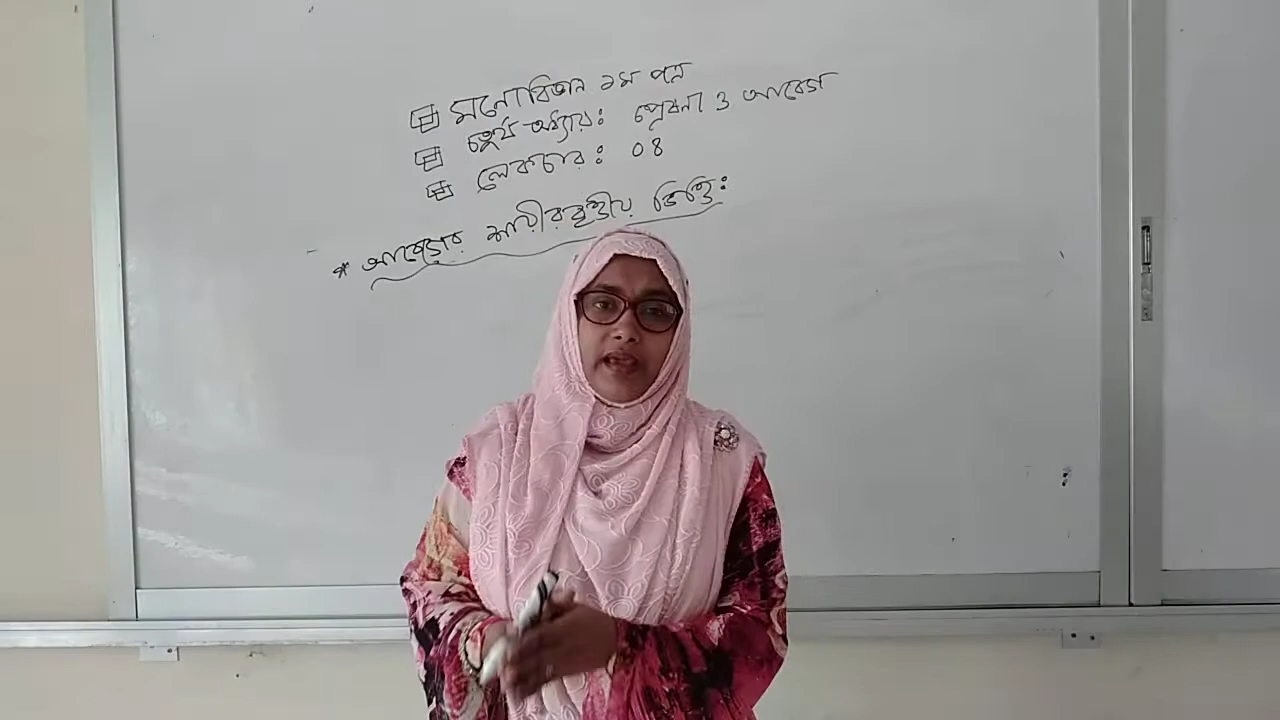 মনোবিজ্ঞান ১ম পত্র
চতুর্থ অধ্যায়ঃ প্রেষণা ও আবেগ
লেকচারঃ ০৪
* আবেগের শারীরবৃত্তীয় ভিত্তিঃ